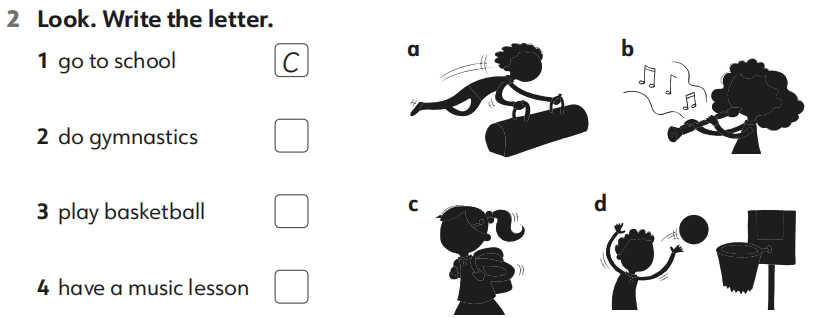 2 Look. Write the letter.
1 go to school C
2 do gymnastics
3 play basketball
4 have a music lesson
a
b
c
d